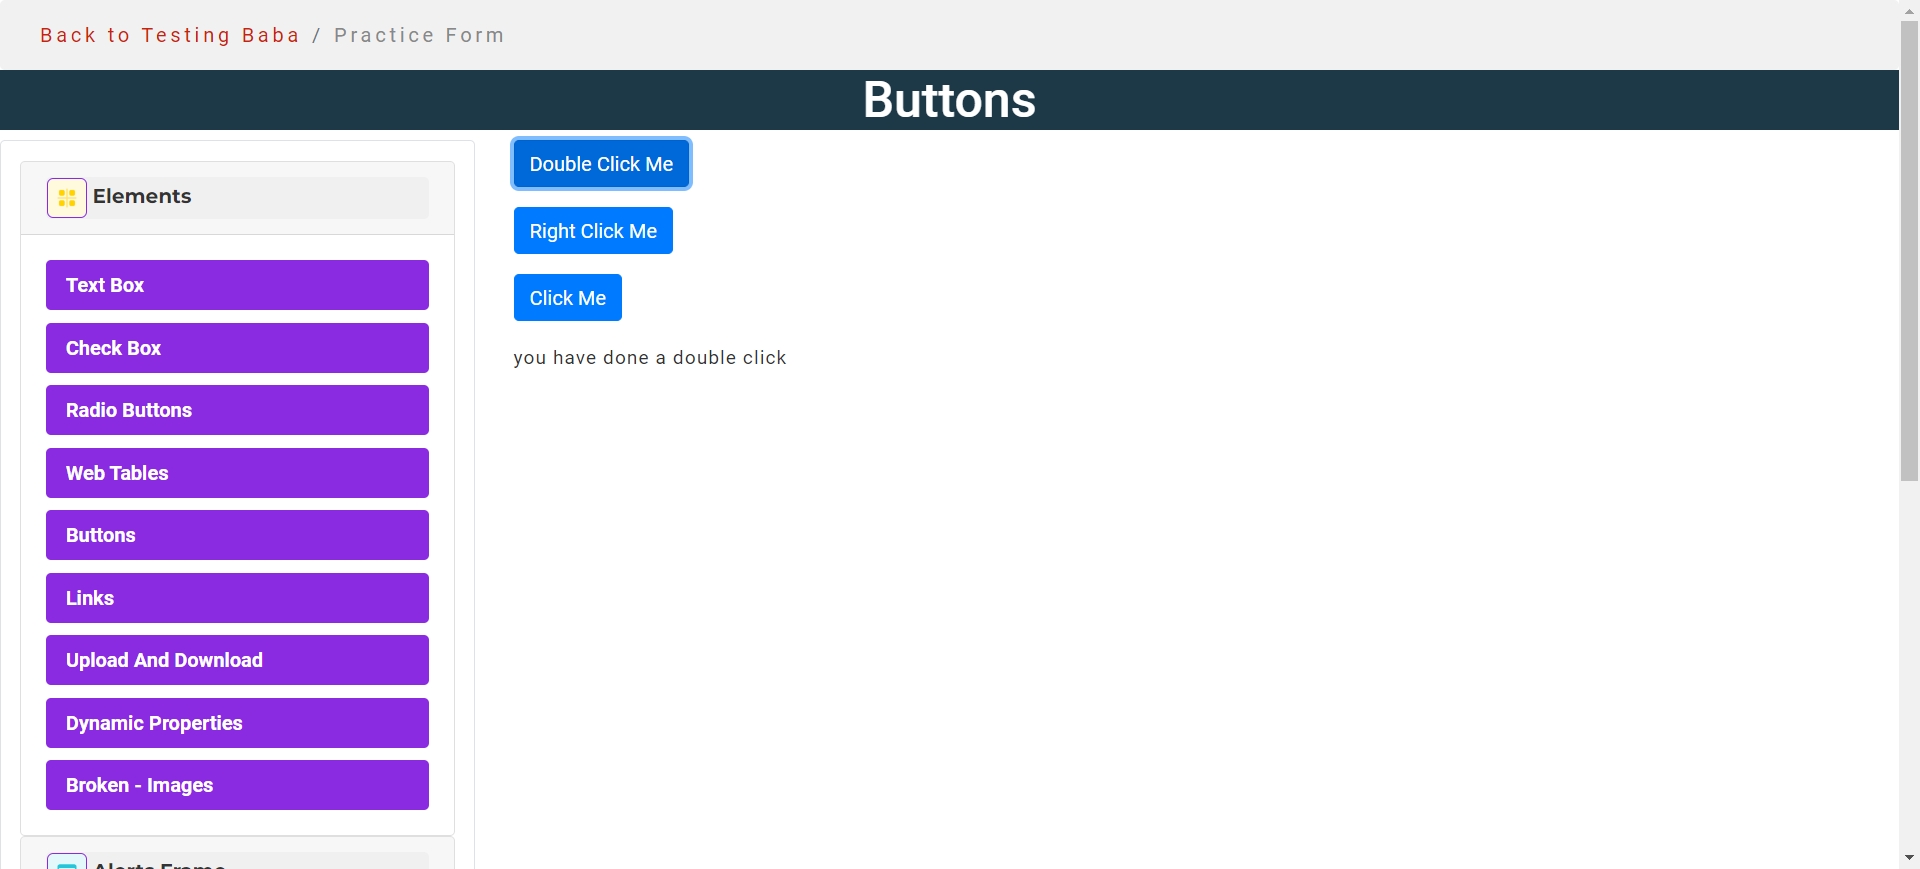 Back to Testing Baba / Practice Form
Buttons
Elements
Text Box
Check Box
Radio Buttons
Web Tables
Buttons
Links
Upload And Download
Dynamic Properties
Broken - Images
Alerts Frame
Double Click Me
Right Click Me
Click Me
you have done a double click